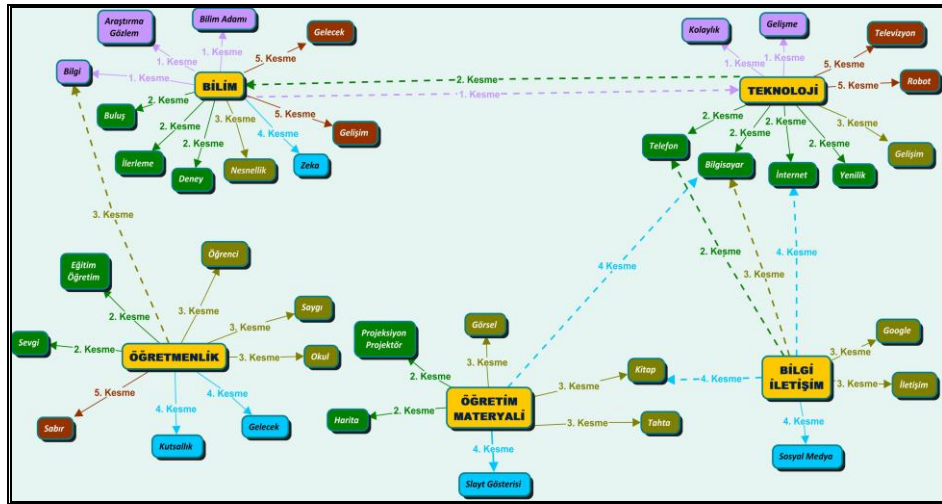 Araştırma
Gözlem
Bilim Adamı
Gelecek
Bilgi
1. Kesme
1. Kesme
1. Kesme
5. Kesme
BİLİM
2. Kesme
Buluş
2. Kesme
İlerleme
2. Kesme
Deney
3. Kesme
Nesnellik
4. Kesme
Zeka
5. Kesme
Gelişim
2. Kesme
1. Kesme
Kolaylık
Gelişme
Televizyon
Robot
1. Kesme
1. Kesme
5. Kesme
5. Kesme
TEKNOLOJİ
2. Kesme
Telefon
2. Kesme
Bilgisayar
2. Kesme
İnternet
2. Kesme
Yenilik
3. Kesme
Gelişim
3. Kesme
Eğitim
Öğretim
Öğrenci
Saygı
Sevgi
Okul
2. Kesme
2. Kesme
3. Kesme
3. Kesme
3. Kesme
ÖĞRETMENLİK
5. Kesme
Sabır
4. Kesme
Kutsallık
4. Kesme
Gelecek
4 Kesme
Projeksiyon
Projektör
Görsel
Kitap
Harita
Tahta
2. Kesme
2. Kesme
3. Kesme
3. Kesme
3. Kesme
ÖĞRETİM
MATERYALİ
4. Kesme
Slayt Gösterisi
4. Kesme
2. Kesme
3. Kesme
4. Kesme
BİLGİ
İLETİŞİM
3. Kesme
Google
3. Kesme
İletişim
4. Kesme
Sosyal Medya